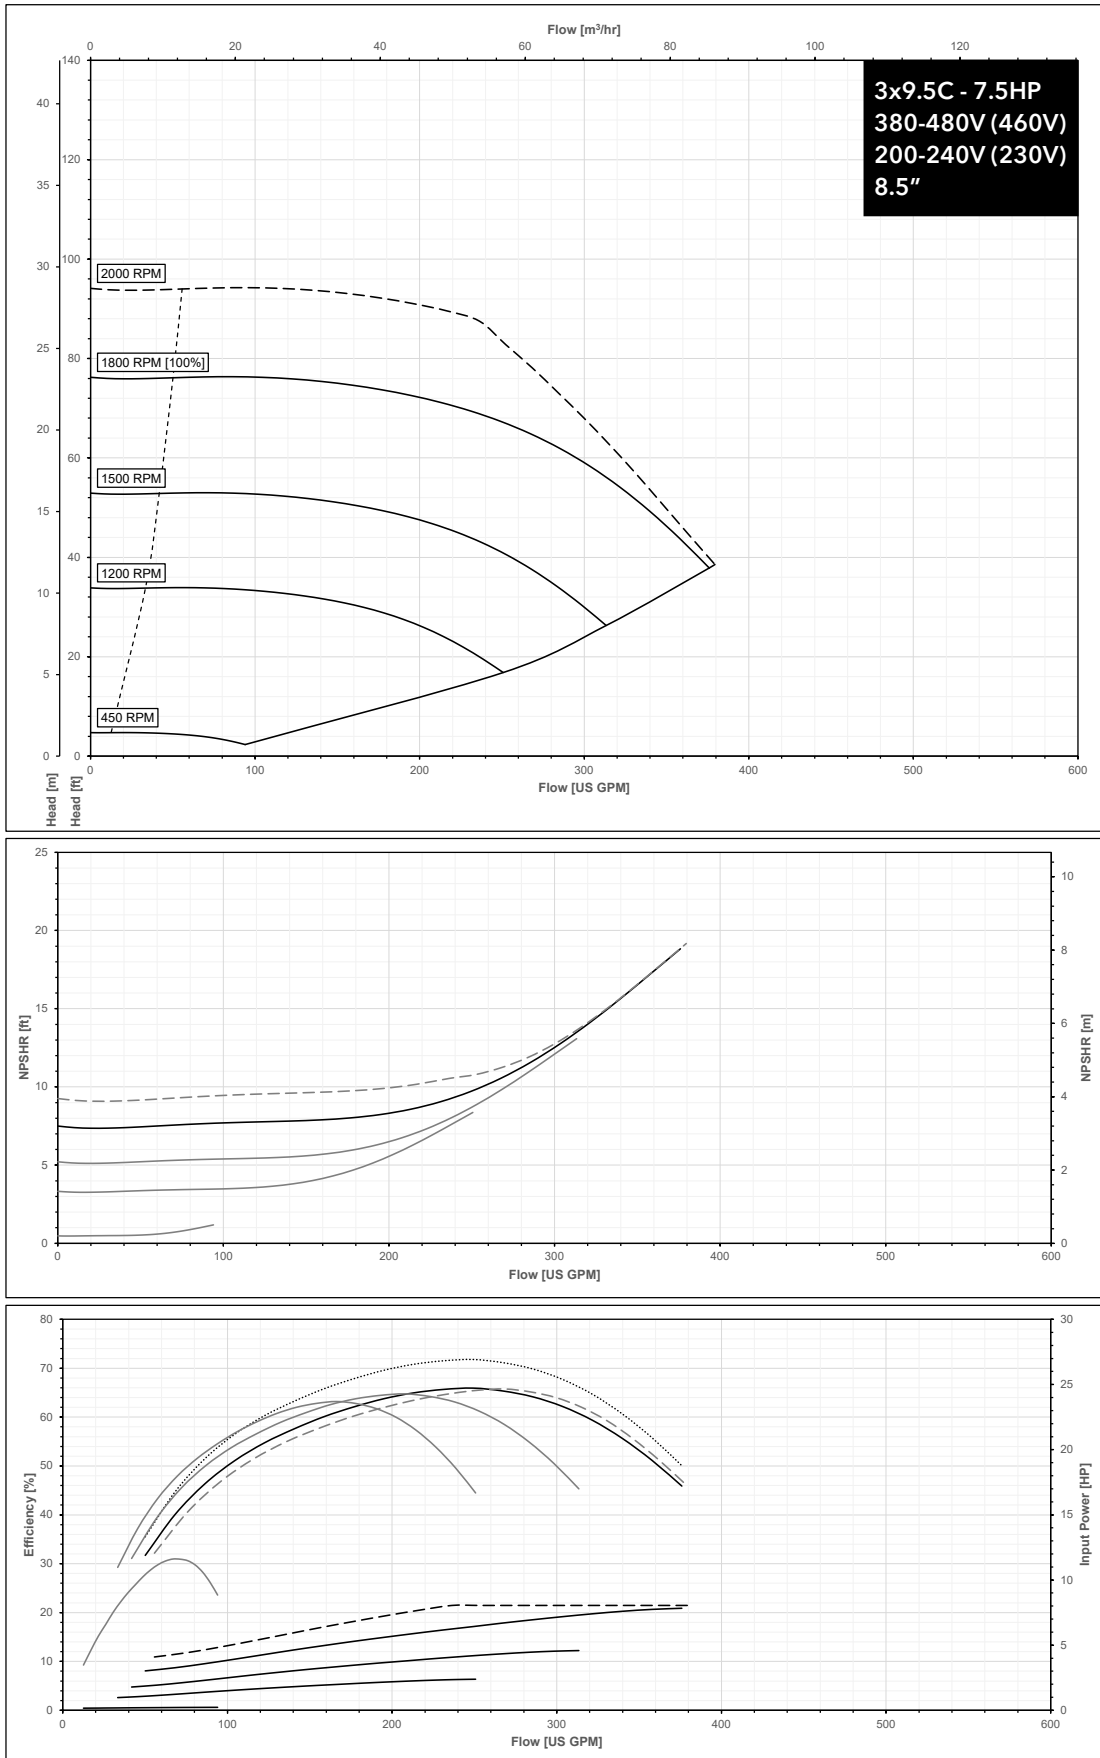 Flow [m³/hr]
0 20 40 60 80 100 120
140
120
100
80
60
40
20
0
40
35
30
25
20
15
10
5
0
3x9.5C - 7.5HP
380-480V (460V)
200-240V (230V)
8.5"
2000 RPM
1800 RPM [100%]
1500 RPM
1200 RPM
450 RPM
0 100 200 300 400 500 600
Flow [US GPM]
Head [m]
Head [ft]
25
20
15
10
5
0
NPSHR [ft]
10
8
6
4
2
0
NPSHR [m]
0 100 200 300 400 500 600
Flow [US GPM]
80
70
60
50
40
30
20
10
0
Efficiency [%]
30
25
20
15
10
5
0
Input Power [HP]
0 100 200 300 400 500 600
Flow [US GPM]